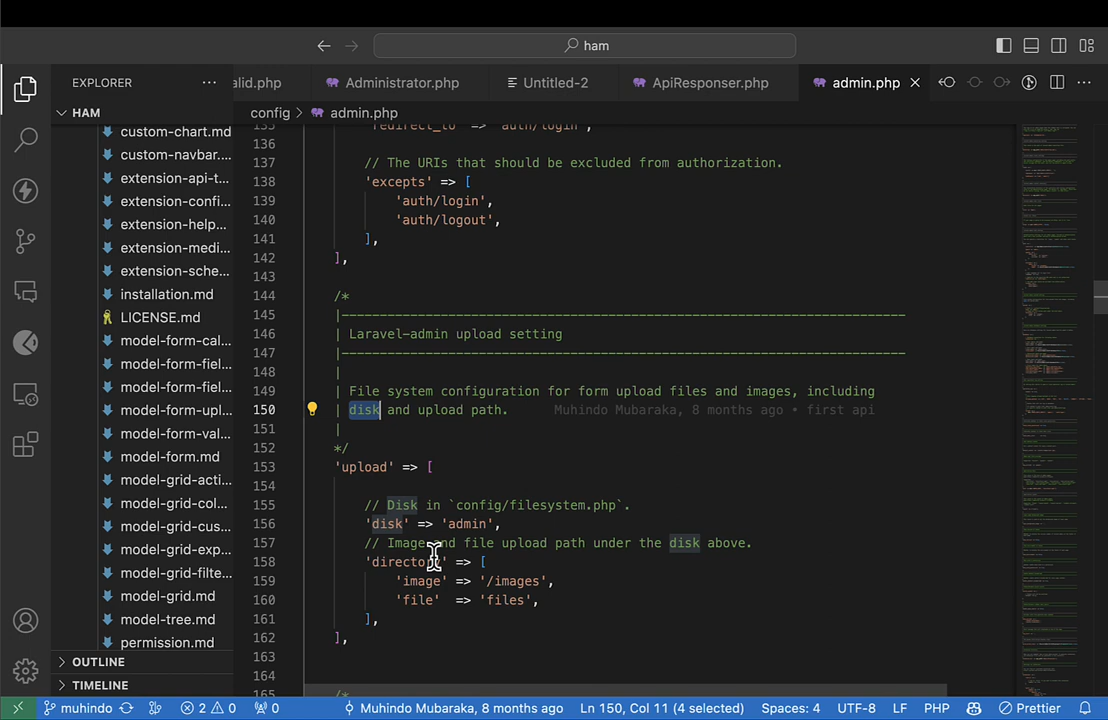 ham
EXPLORER
HAM
custom-chart.md
custom-navbar....
extension-api-t...
extension-confi...
extension-help...
extension-medi...
extension-sche...
installation.md
LICENSE.md
model-form-cal...
model-form-fiel...
model-form-fiel...
model-form-upl...
model-form-val...
model-form.md
model-grid-acti...
model-grid-col...
model-grid-cus...
model-grid-exp...
model-grid-filte...
model-grid.md
model-tree.md
permission.md
OUTLINE
TIMELINE
alid.php Administrator.php Untitled-2 ApiResponser.php admin.php
config > admin.php
135 'redirect_to' => 'auth/login',
136
137 // The URIs that should be excluded from authorization.
138 'excepts' => [
139 'auth/login',
140 'auth/logout',
141 ],
142 ],
143
144 /*
145 |--------------------------------------------------------------------------
146 | Laravel-admin upload setting
147 |--------------------------------------------------------------------------
148 |
149 | File system configuration for form upload files and images, including
150 | disk and upload path. Muhindo Mubaraka, 8 months ago • first api
151 |
152 */
153 'upload' => [
154
155 // Disk in `config/filesystem.php`.
156 'disk' => 'admin',
157 // Image and file upload path under the disk above.
158 'directory' => [
159 'image' => '/images',
160 'file' => 'files',
161 ],
162 ],
163
164
165 /*
muhindo 2 0 0 Muhindo Mubaraka, 8 months ago Ln 150, Col 11 (4 selected) Spaces: 4 UTF-8 LF PHP Prettier